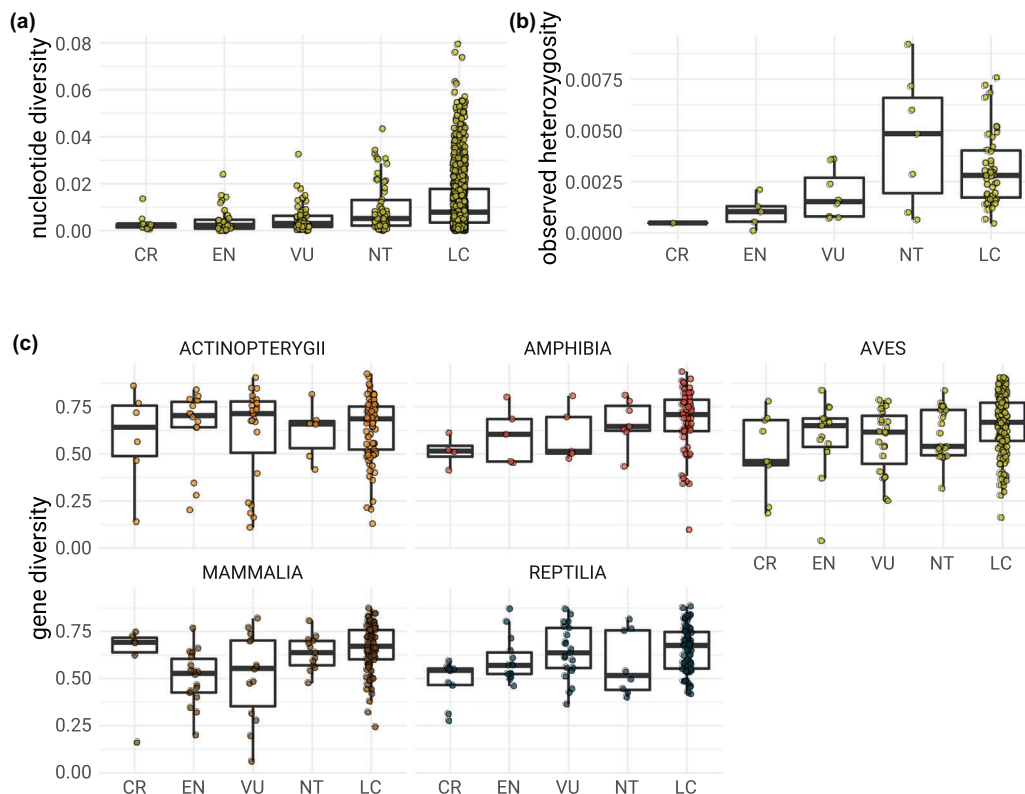 (a)
nucleotide diversity
0.08
0.06
0.04
0.02
0.00
CR EN VU NT LC
(b)
observed heterozygosity
0.0075
0.0050
0.0025
0.0000
CR EN VU NT LC
(c)
gene diversity
ACTINOPTERYGII AMPHIBIA AVES
0.75
0.50
0.25
0.00
CR EN VU NT LC
MAMMALIA REPTILIA
0.75
0.50
0.25
0.00
CR EN VU NT LC CR EN VU NT LC